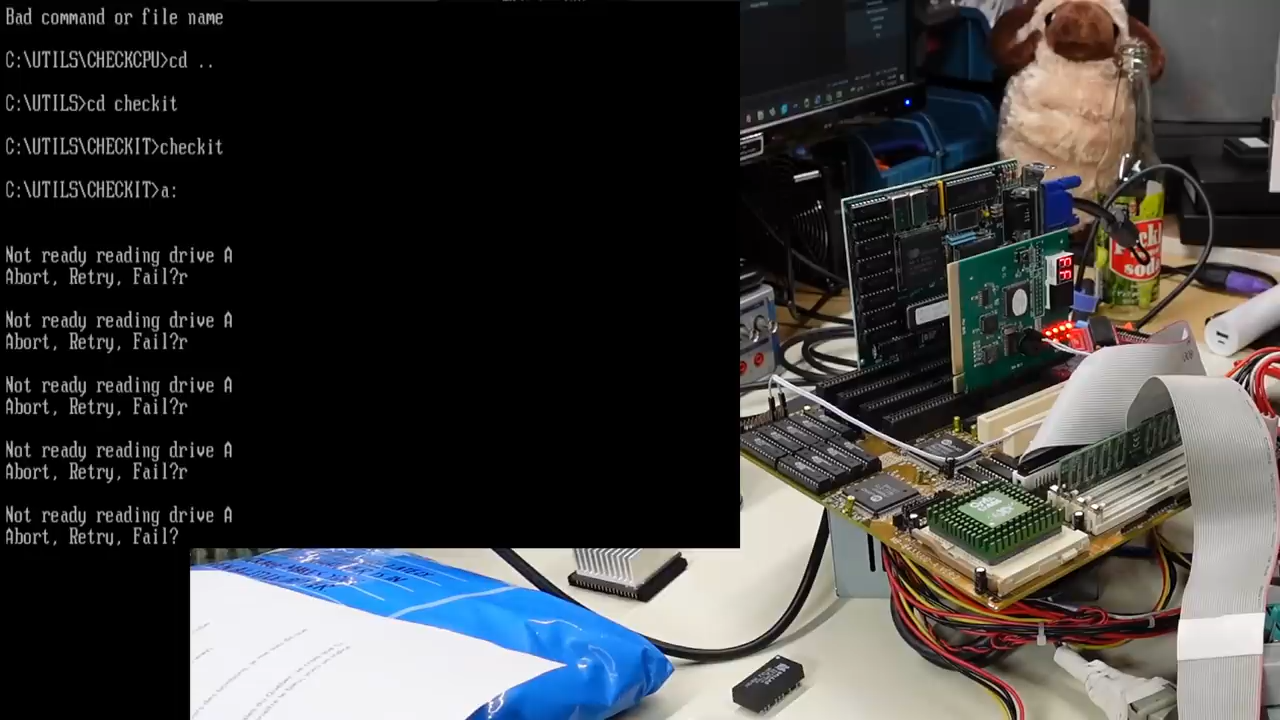 Bad command or file name
C:\UTILS\CHECKCPU>cd ..
C:\UTILS>cd checkit
C:\UTILS\CHECKIT>checkit
C:\UTILS\CHECKIT>a:
Not ready reading drive A
Abort, Retry, Fail?r
Not ready reading drive A
Abort, Retry, Fail?r
Not ready reading drive A
Abort, Retry, Fail?r
Not ready reading drive A
Abort, Retry, Fail?r
Not ready reading drive A
Abort, Retry, Fail?